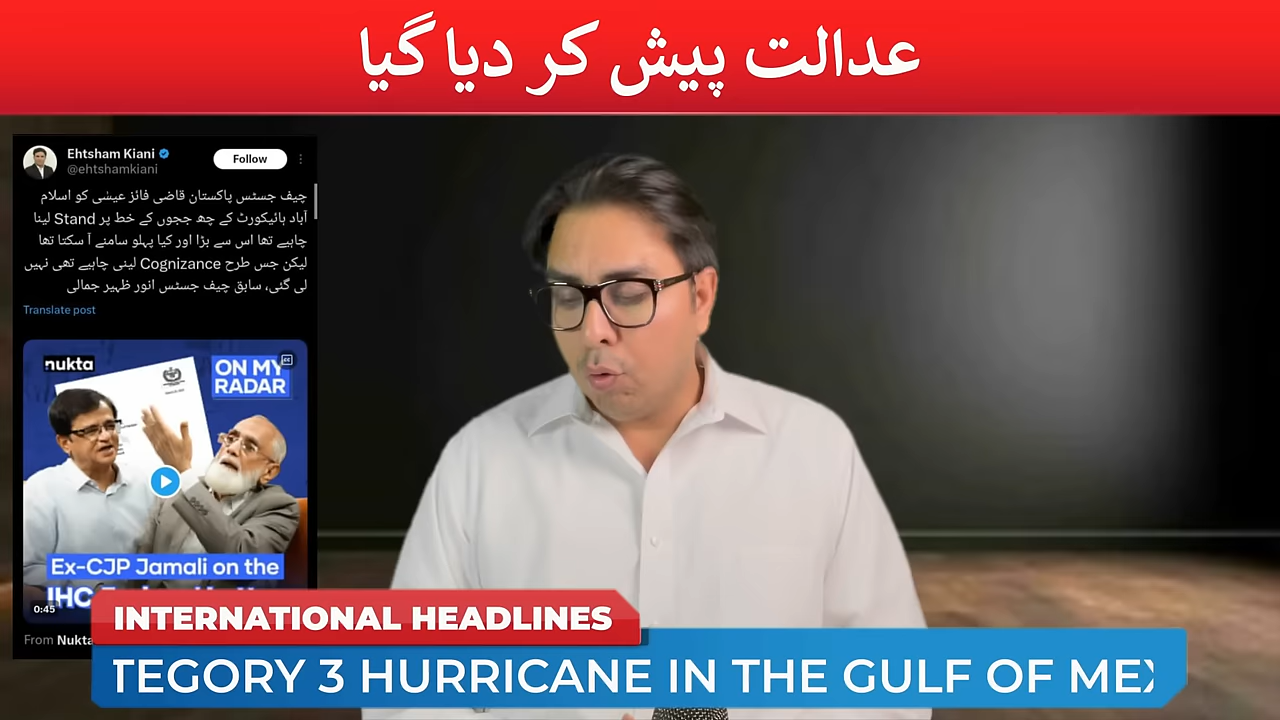 عدالت پیش کر دیا گیا
Ehtsham Kiani
@ehtshamkiani
Follow
چیف جسٹس پاکستان قاضی فائز عیسٰی کو اسلام
آباد ہائیکورٹ کے چھ ججوں کے خط پر Stand لینا
چاہیے تھا اس سے بڑا اور کیا پہلو سامنے آ سکتا تھا
لیکن جس طرح Cognizance لینی چاہیے تھی نہیں
لی گئی، سابق چیف جسٹس انور ظہیر جمالی
Translate post
nukta
ON MY
RADAR
Ex-CJP Jamali on the
IHC
0:45
From Nukta
INTERNATIONAL HEADLINES
TEGORY 3 HURRICANE IN THE GULF OF MEX